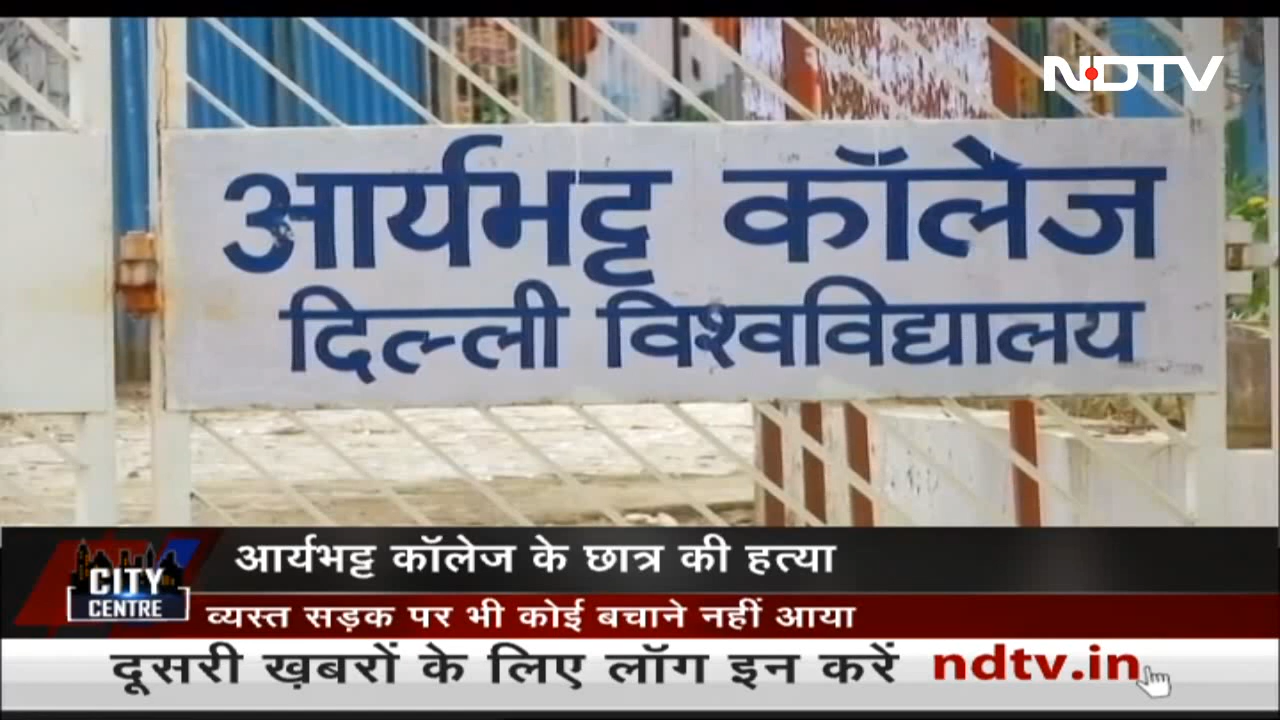 NDTV
आर्यभट्ट कॉलेज
दिल्ली विश्वविद्यालय
आर्यभट्ट कॉलेज के छात्र की हत्या
CITY
CENTRE
व्यस्त सड़क पर भी कोई बचाने नहीं आया
दूसरी ख़बरों के लिए लॉग इन करें ndtv.in